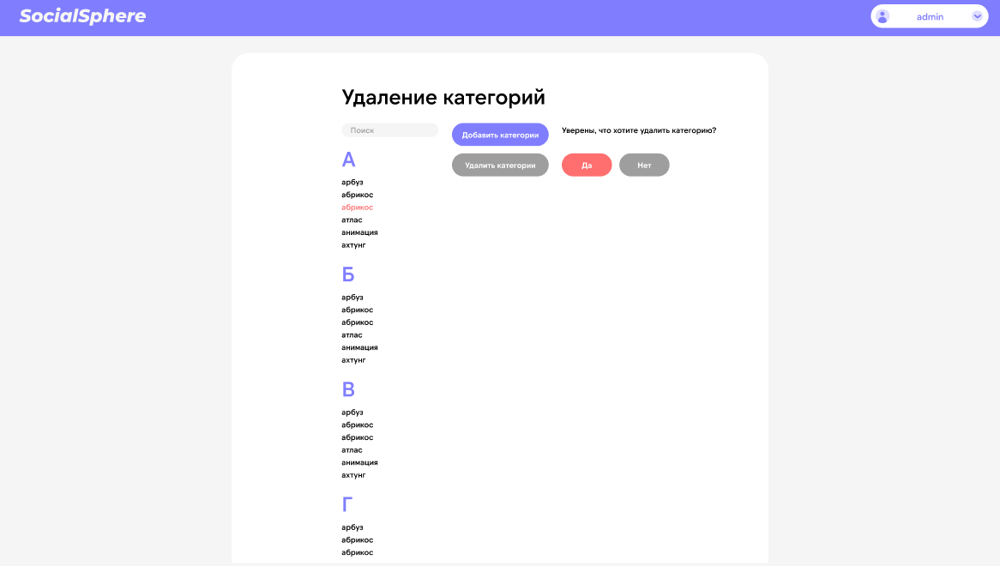 SocialSphere
admin
Удаление категорий
Поиск
Добавить категории
Уверены, что хотите удалить категорию?
Удалить категории
Да
Нет
А
арбуз
абрикос
абрикос
атлас
анимация
ахтунг
Б
арбуз
абрикос
абрикос
атлас
анимация
ахтунг
В
арбуз
абрикос
абрикос
атлас
анимация
ахтунг
Г
арбуз
абрикос
абрикос